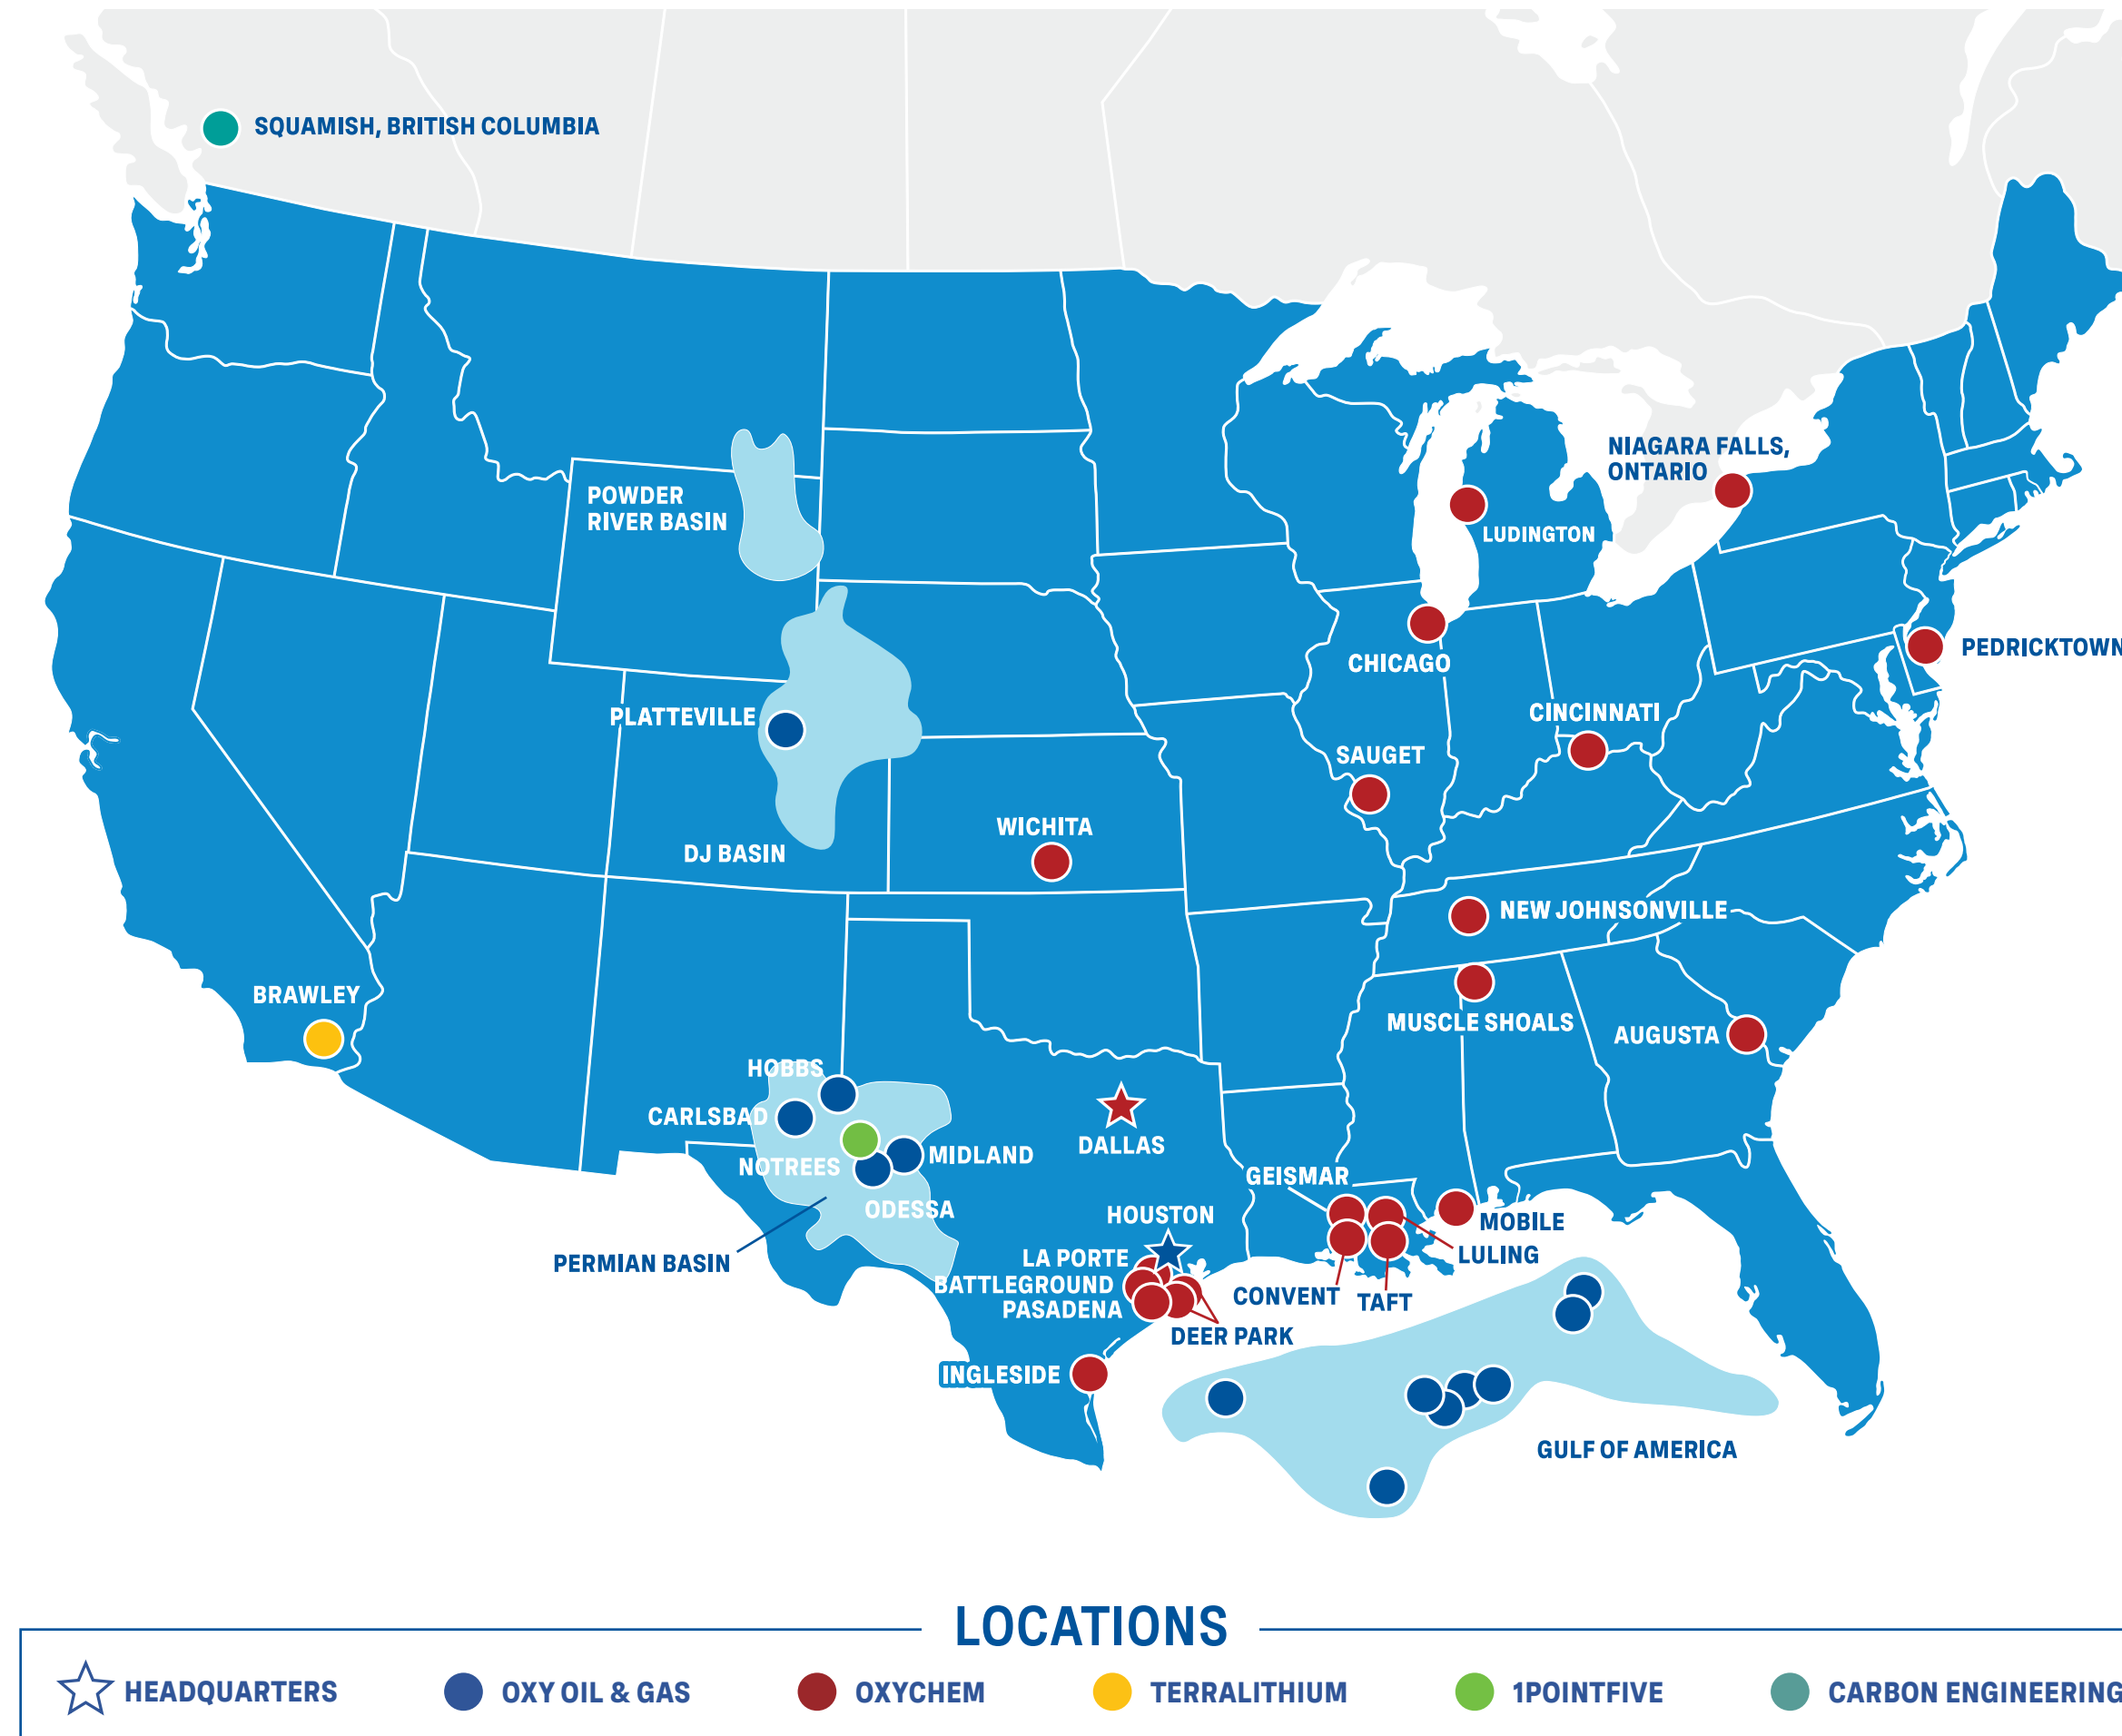 SQUAMISH, BRITISH COLUMBIA
NIAGARA FALLS,
ONTARIO
POWDER
RIVER BASIN
LUDINGTON
PEDRICKTOWN
CHICAGO
PLATTEVILLE
CINCINNATI
SAUGET
WICHITA
DJ BASIN
NEW JOHNSONVILLE
BRAWLEY
MUSCLE SHOALS
AUGUSTA
HOBBS
CARLSBAD
DALLAS
MIDLAND
NOTREES
GEISMAR
ODESSA
HOUSTON
MOBILE
LULING
LA PORTE
PERMIAN BASIN
BATTLEGROUND
CONVENT
TAFT
PASADENA
DEER PARK
INGLESIDE
GULF OF AMERICA
LOCATIONS
HEADQUARTERS
OXY OIL & GAS
OXYCHEM
TERRALITHIUM
1POINTFIVE
CARBON ENGINEERING